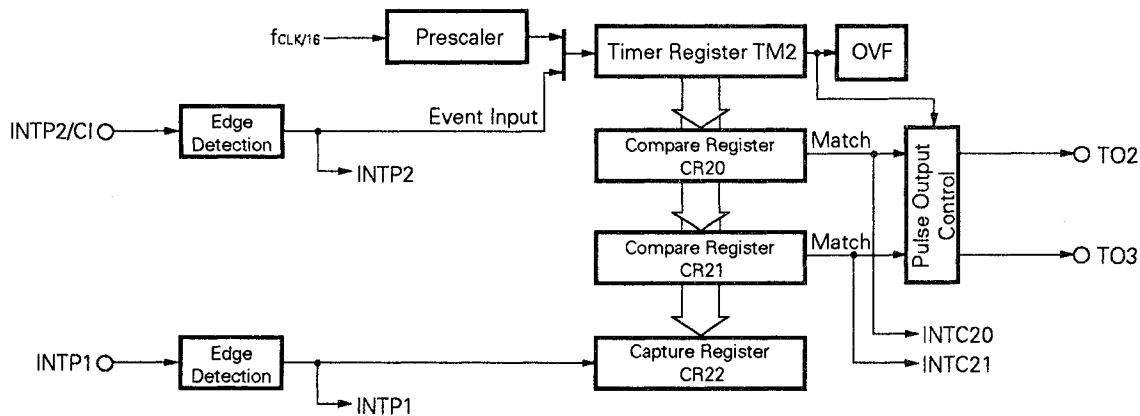 fCLK/16
Prescaler
Timer Register TM2
OVF
INTP2/CI
Edge
Detection
Event Input
INTP2
Compare Register
CR20
Match
Pulse Output
Control
TO2
Compare Register
CR21
Match
TO3
INTC20
INTC21
INTP1
Edge
Detection
Capture Register
CR22
INTP1